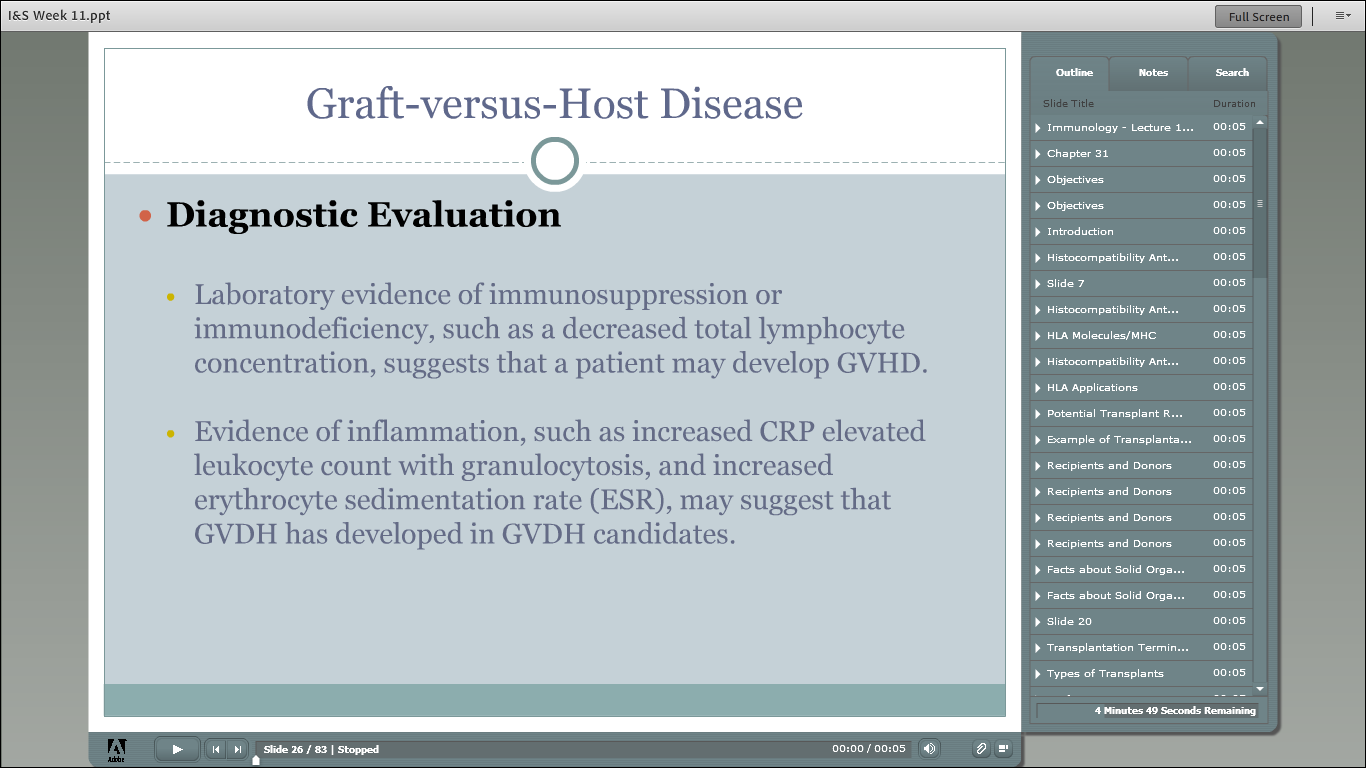 I&S Week 11.ppt
Full Screen
Graft-versus-Host Disease
Diagnostic Evaluation
Laboratory evidence of immunosuppression or
immunodeficiency, such as a decreased total lymphocyte
concentration, suggests that a patient may develop GVHD.
Evidence of inflammation, such as increased CRP elevated
leukocyte count with granulocytosis, and increased
erythrocyte sedimentation rate (ESR), may suggest that
GVDH has developed in GVDH candidates.
Outline Notes Search
Slide Title Duration
Immunology - Lecture 1... 00:05
Chapter 31 00:05
Objectives 00:05
Objectives 00:05
Introduction 00:05
Histocompatibility Ant... 00:05
Slide 7 00:05
Histocompatibility Ant... 00:05
HLA Molecules/MHC 00:05
Histocompatibility Ant... 00:05
HLA Applications 00:05
Potential Transplant R... 00:05
Example of Transplanta... 00:05
Recipients and Donors 00:05
Recipients and Donors 00:05
Recipients and Donors 00:05
Recipients and Donors 00:05
Facts about Solid Orga... 00:05
Facts about Solid Orga... 00:05
Slide 20 00:05
Transplantation Termin... 00:05
Types of Transplants 00:05
4 Minutes 49 Seconds Remaining
Adobe
Slide 26 / 83 | Stopped
00:00 / 00:05